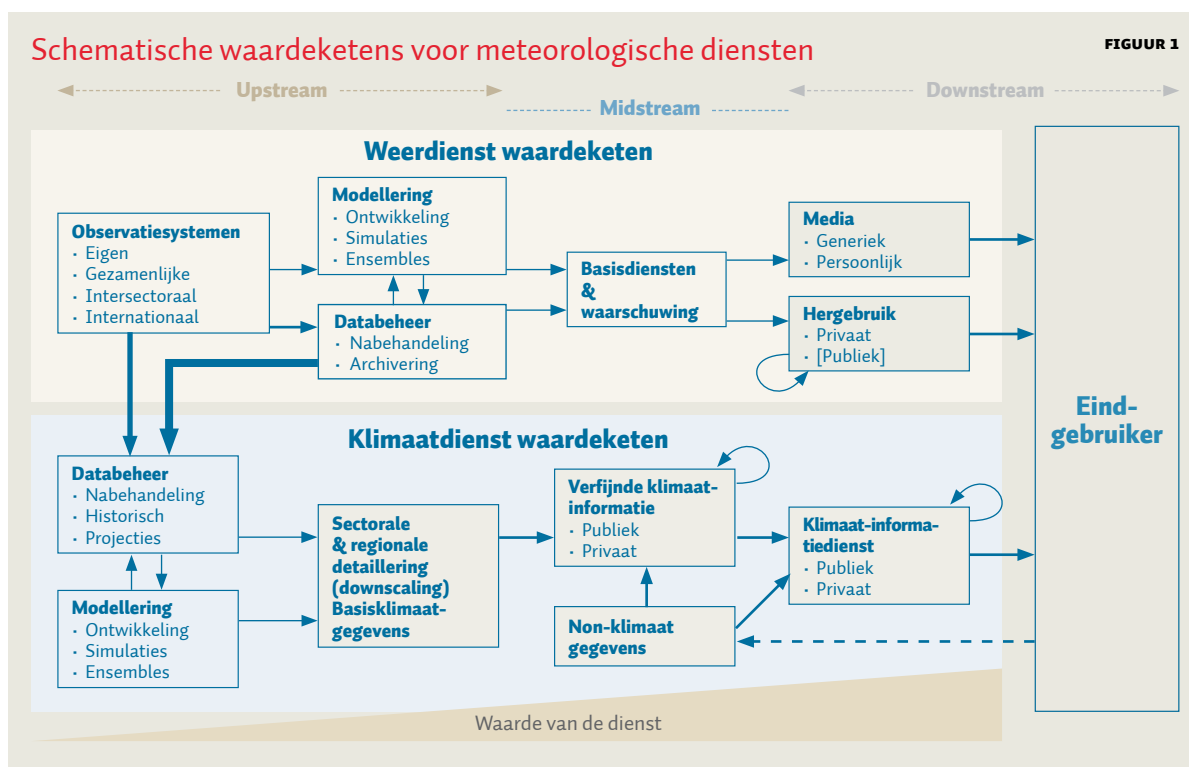 Schematische waardeketens voor meteorologische diensten
FIGUUR 1
Upstream
Midstream
Downstream
Weerdienst waardeketen
Observatiesystemen
· Eigen
· Gezamenlijke
· Intersectoraal
· Internationaal
Modellering
· Ontwikkeling
· Simulaties
· Ensembles
Databeheer
· Nabehandeling
· Archivering
Basisdiensten
&
waarschuwing
Media
· Generiek
· Persoonlijk
Hergebruik
· Privaat
· [Publiek]
Eind-
gebruiker
Klimaatdienst waardeketen
Databeheer
· Nabehandeling
· Historisch
· Projecties
Modellering
· Ontwikkeling
· Simulaties
· Ensembles
Sectorale
& regionale
detaillering
(downscaling)
Basisklimaat-
gegevens
Verfijnde klimaat-
informatie
· Publiek
· Privaat
Non-klimaat
gegevens
Klimaat-informa-
tiedienst
· Publiek
· Privaat
Waarde van de dienst